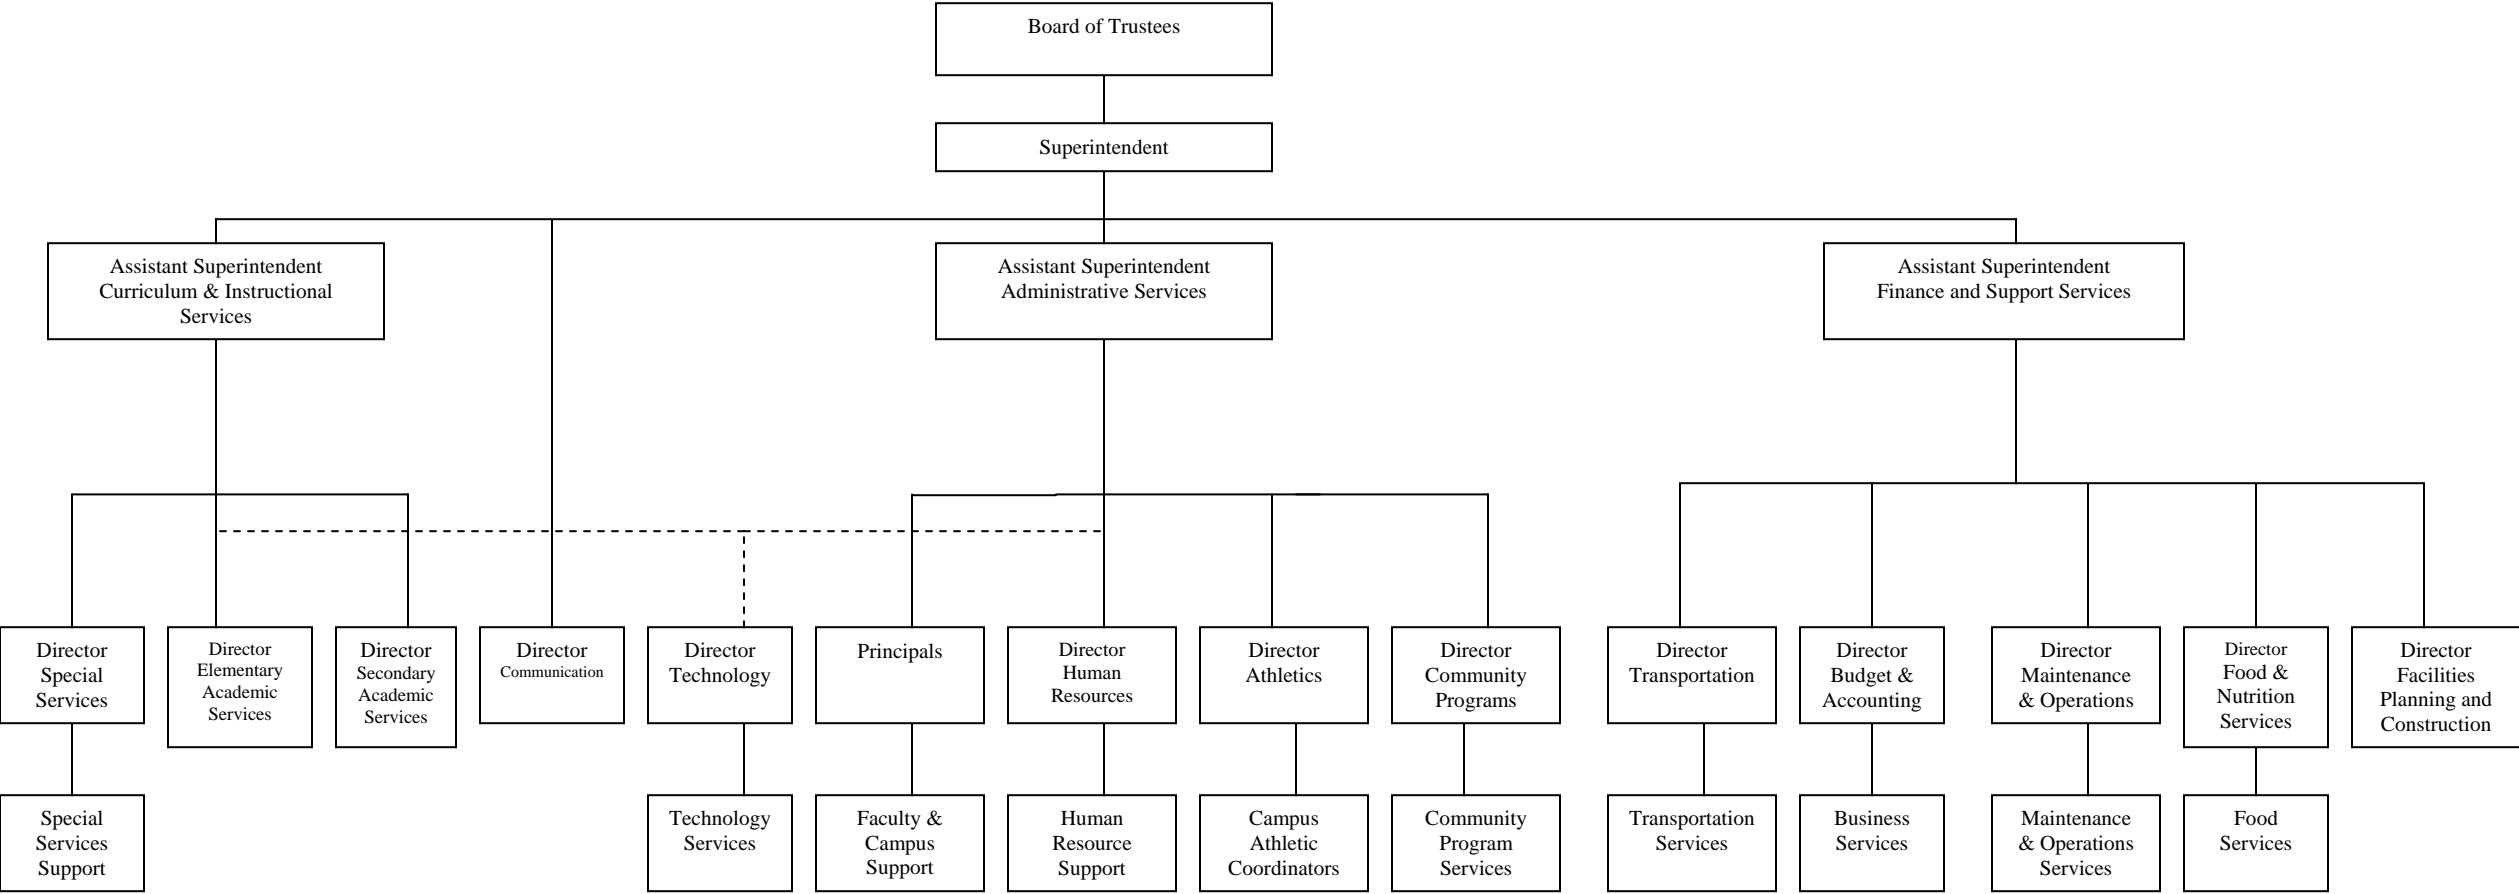 Board of Trustees
Superintendent
Assistant Superintendent
Curriculum & Instructional
Services
Assistant Superintendent
Administrative Services
Assistant Superintendent
Finance and Support Services
Director
Special
Services
Director
Elementary
Academic
Services
Director
Secondary
Academic
Services
Director
Communication
Director
Technology
Principals
Director
Human
Resources
Director
Athletics
Director
Community
Programs
Director
Transportation
Director
Budget &
Accounting
Director
Maintenance
& Operations
Director
Food &
Nutrition
Services
Director
Facilities
Planning and
Construction
Special
Services
Support
Technology
Services
Faculty &
Campus
Support
Human
Resource
Support
Campus
Athletic
Coordinators
Community
Program
Services
Transportation
Services
Business
Services
Maintenance
& Operations
Services
Food
Services